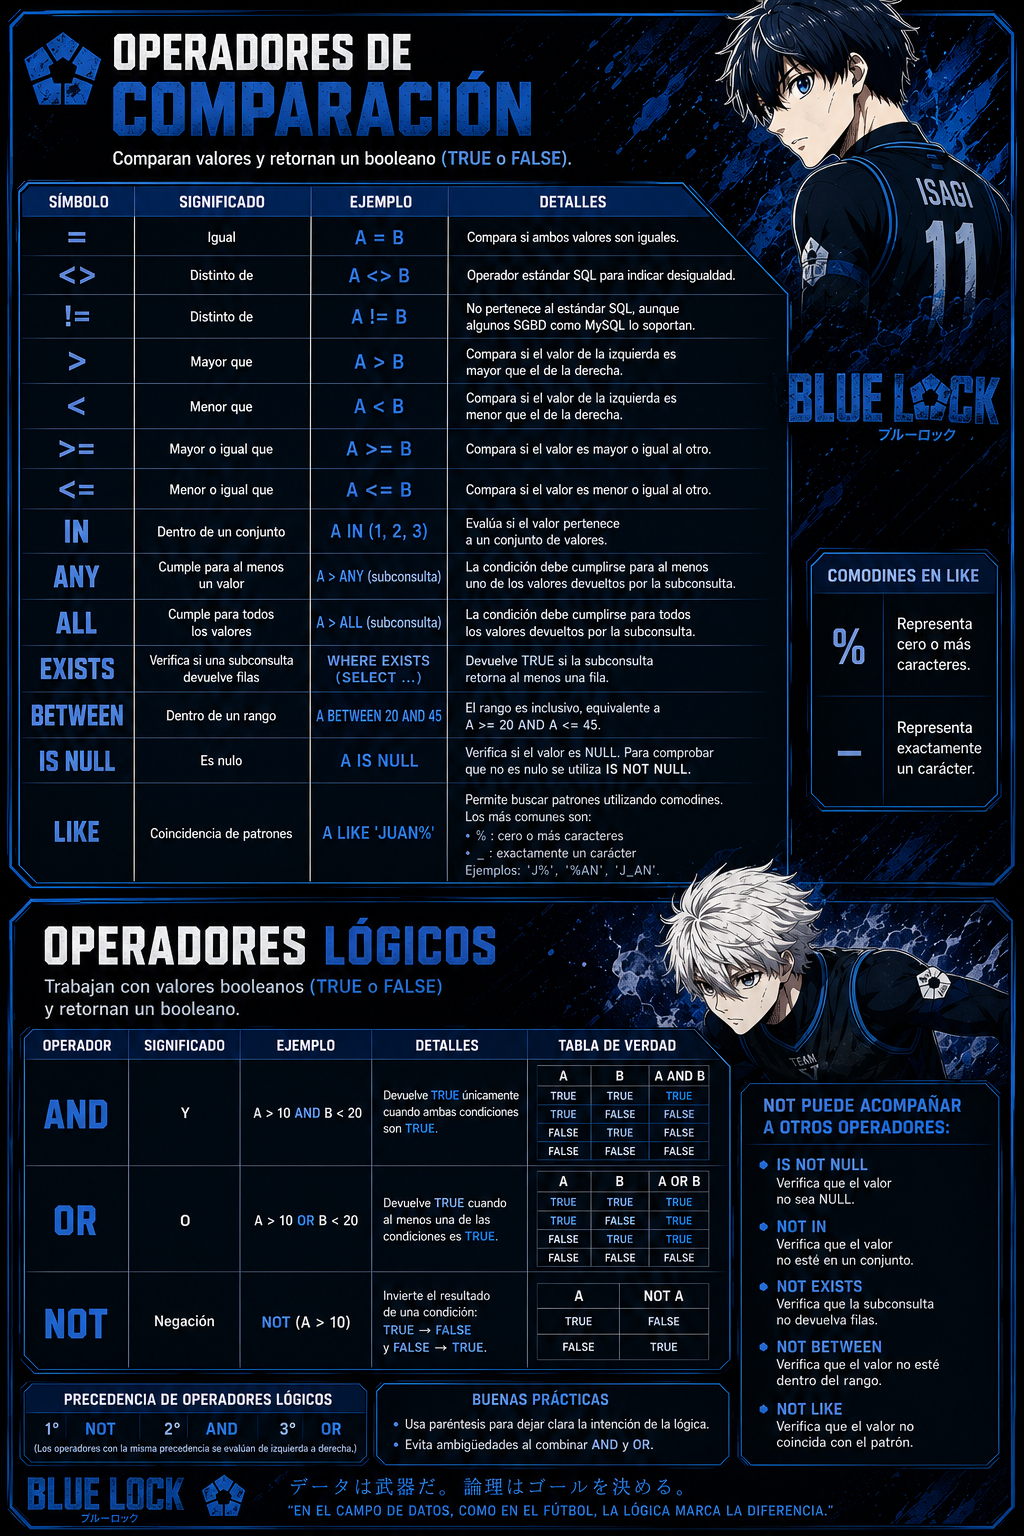 OPERADORES DE
COMPARACIÓN
Comparan valores y retornan un booleano (TRUE o FALSE).
ISAGI
11
BLUE LOCK
ブルーロック
SÍMBOLO SIGNIFICADO EJEMPLO DETALLES
= Igual A = B Compara si ambos valores son iguales.
<> Distinto de A <> B Operador estándar SQL para indicar desigualdad.
!= Distinto de A != B No pertenece al estándar SQL, aunque
algunos SGBD como MySQL lo soportan.
> Mayor que A > B Compara si el valor de la izquierda es
mayor que el de la derecha.
< Menor que A < B Compara si el valor de la izquierda es
menor que el de la derecha.
>= Mayor o igual que A >= B Compara si el valor es mayor o igual al otro.
<= Menor o igual que A <= B Compara si el valor es menor o igual al otro.
IN Dentro de un conjunto A IN (1, 2, 3) Evalúa si el valor pertenece
a un conjunto de valores.
ANY Cumple para al menos
un valor A > ANY (subconsulta) La condición debe cumplirse para al menos
uno de los valores devueltos por la subconsulta.
ALL Cumple para todos
los valores A > ALL (subconsulta) La condición debe cumplirse para todos
los valores devueltos por la subconsulta.
EXISTS Verifica si una subconsulta
devuelve filas WHERE EXISTS
(SELECT ...) Devuelve TRUE si la subconsulta
retorna al menos una fila.
BETWEEN Dentro de un rango A BETWEEN 20 AND 45 El rango es inclusivo, equivalente a
A >= 20 AND A <= 45.
IS NULL Es nulo A IS NULL Verifica si el valor es NULL. Para comprobar
que no es nulo se utiliza IS NOT NULL.
LIKE Coincidencia de patrones A LIKE 'JUAN%' Permite buscar patrones utilizando comodines.
Los más comunes son:
• % : cero o más caracteres
• _ : exactamente un carácter
Ejemplos: 'J%', '%AN', 'J_AN'.
COMODINES EN LIKE
% Representa
cero o más
caracteres.
_ Representa
exactamente
un carácter.
OPERADORES LÓGICOS
Trabajan con valores booleanos (TRUE o FALSE)
y retornan un booleano.
TEAM
OPERADOR SIGNIFICADO EJEMPLO DETALLES TABLA DE VERDAD
AND Y A > 10 AND B < 20 Devuelve TRUE únicamente
cuando ambas condiciones
son TRUE.
A B A AND B
TRUE TRUE TRUE
TRUE FALSE FALSE
FALSE TRUE FALSE
FALSE FALSE FALSE
OR O A > 10 OR B < 20 Devuelve TRUE cuando
al menos una de las
condiciones es TRUE.
A B A OR B
TRUE TRUE TRUE
TRUE FALSE TRUE
FALSE TRUE TRUE
FALSE FALSE FALSE
NOT Negación NOT (A > 10) Invierte el resultado
de una condición:
TRUE → FALSE
y FALSE → TRUE.
A NOT A
TRUE FALSE
FALSE TRUE
NOT PUEDE ACOMPAÑAR
A OTROS OPERADORES:
IS NOT NULL
Verifica que el valor
no sea NULL.
NOT IN
Verifica que el valor
no esté en un conjunto.
NOT EXISTS
Verifica que la subconsulta
no devuelva filas.
NOT BETWEEN
Verifica que el valor no esté
dentro del rango.
NOT LIKE
Verifica que el valor no
coincida con el patrón.
PRECEDENCIA DE OPERADORES LÓGICOS
1° NOT 2° AND 3° OR
(Los operadores con la misma precedencia se evalúan de izquierda a derecha.)
BUENAS PRÁCTICAS
• Usa paréntesis para dejar clara la intención de la lógica.
• Evita ambigüedades al combinar AND y OR.
BLUE LOCK
ブルーロック
データは武器だ。 論理はゴールを決める。
"EN EL CAMPO DE DATOS, COMO EN EL FÚTBOL, LA LÓGICA MARCA LA DIFERENCIA."